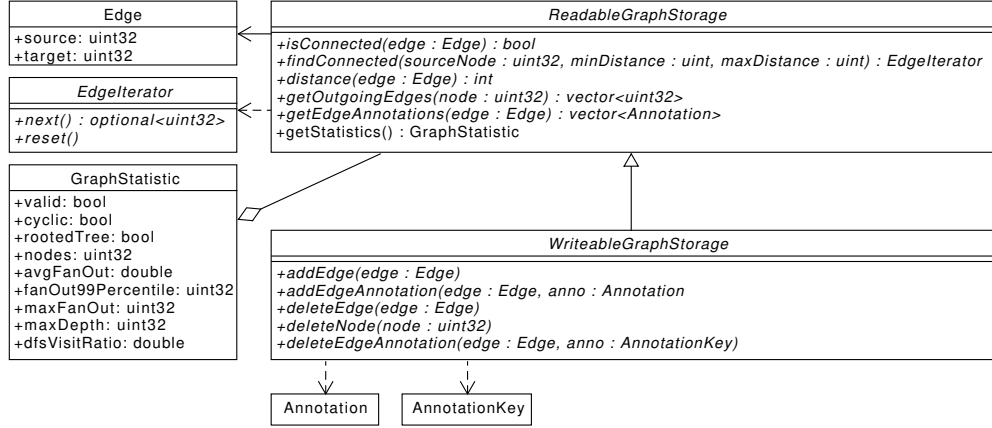 Edge
+source: uint32
+target: uint32
EdgeIterator
+next() : optional<uint32>
+reset()
GraphStatistic
+valid: bool
+cyclic: bool
+rootedTree: bool
+nodes: uint32
+avgFanOut: double
+fanOut99Percentile: uint32
+maxFanOut: uint32
+maxDepth: uint32
+dfsVisitRatio: double
ReadableGraphStorage
+isConnected(edge : Edge) : bool
+findConnected(sourceNode : uint32, minDistance : uint, maxDistance : uint) : EdgeIterator
+distance(edge : Edge) : int
+getOutgoingEdges(node : uint32) : vector<uint32>
+getEdgeAnnotations(edge : Edge) : vector<Annotation>
+getStatistics() : GraphStatistic
WriteableGraphStorage
+addEdge(edge : Edge)
+addEdgeAnnotation(edge : Edge, anno : Annotation
+deleteEdge(edge : Edge)
+deleteNode(node : uint32)
+deleteEdgeAnnotation(edge : Edge, anno : AnnotationKey)
Annotation
AnnotationKey